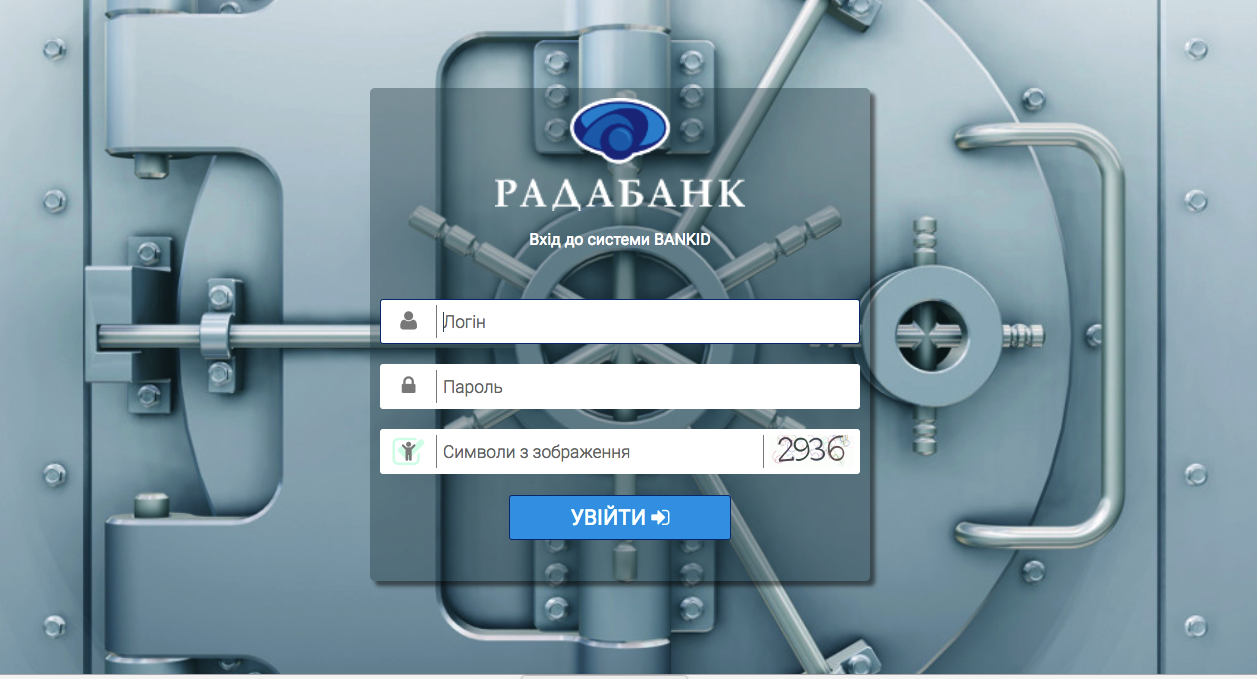 РАДАБАНК
Вхід до системи BANKID
Логін
Пароль
Символи з зображення 2936
УВІЙТИ